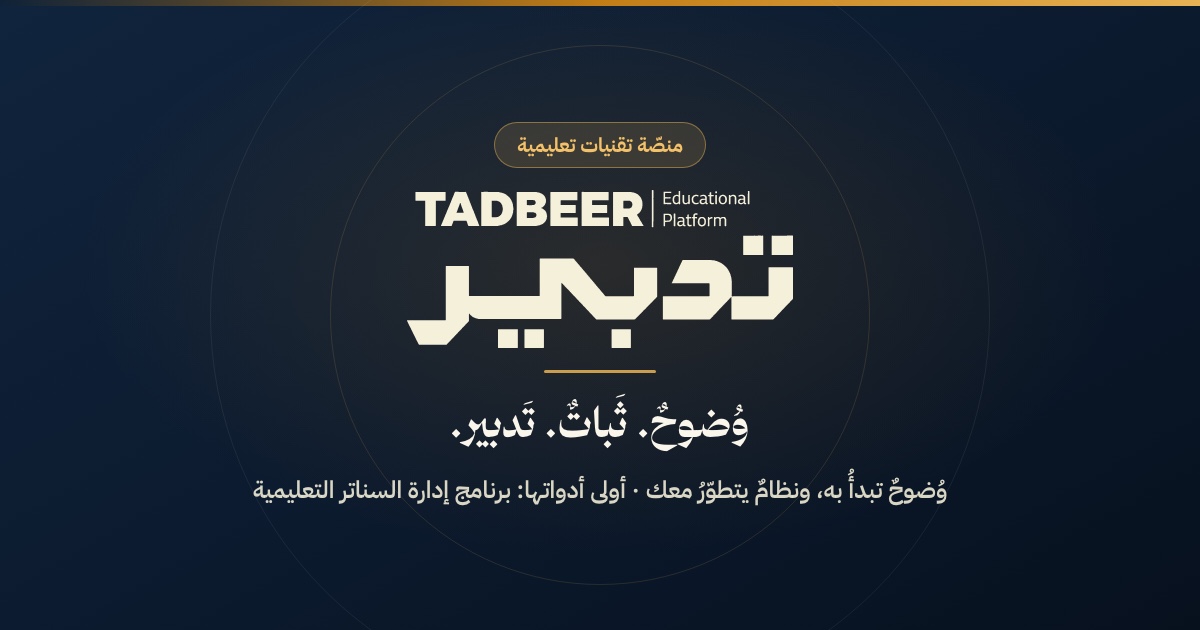 منصّة تقنيات تعليمية
TADBEER | Educational Platform
تدبير
وُضوحٌ. ثَباتٌ. تَدبير.
وُضوحٌ تبدأُ به، ونظامٌ يتطوّرُ معك · أولى أدواتها: برنامج إدارة السناتر التعليمية